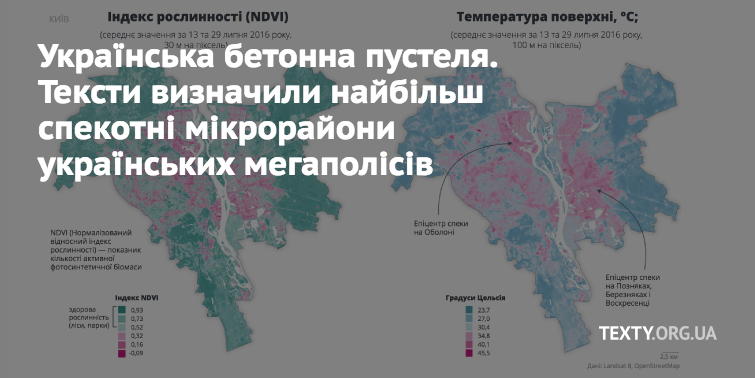 КИЇВ
Індекс рослинності (NDVI)
(середнє значення за 13 та 29 липня 2016 року,
30 м на піксель)
Температура поверхні, °C;
(середнє значення за 13 та 29 липня 2016 року,
100 м на піксель)
Українська бетонна пустеля.
Тексти визначили найбільш
спекотні мікрорайони
українських мегаполісів
Епіцентр спеки
на Оболоні
NDVI (Нормалізований
відносний індекс
рослинності) — показник
кількості активної
фотосинтетичної біомаси
Епіцентр спеки
на Позняках,
Березняках і
Воскресенці
Індекс NDVI
здорова
рослинність
(ліси, парки)
0,93
0,73
0,52
0,32
0,16
-0,09
Градуси Цельсія
23,7
27,0
30,4
34,8
40,1
45,5
TEXTY.ORG.UA
2,5 км
Дані: Landsat 8, OpenStreetMap